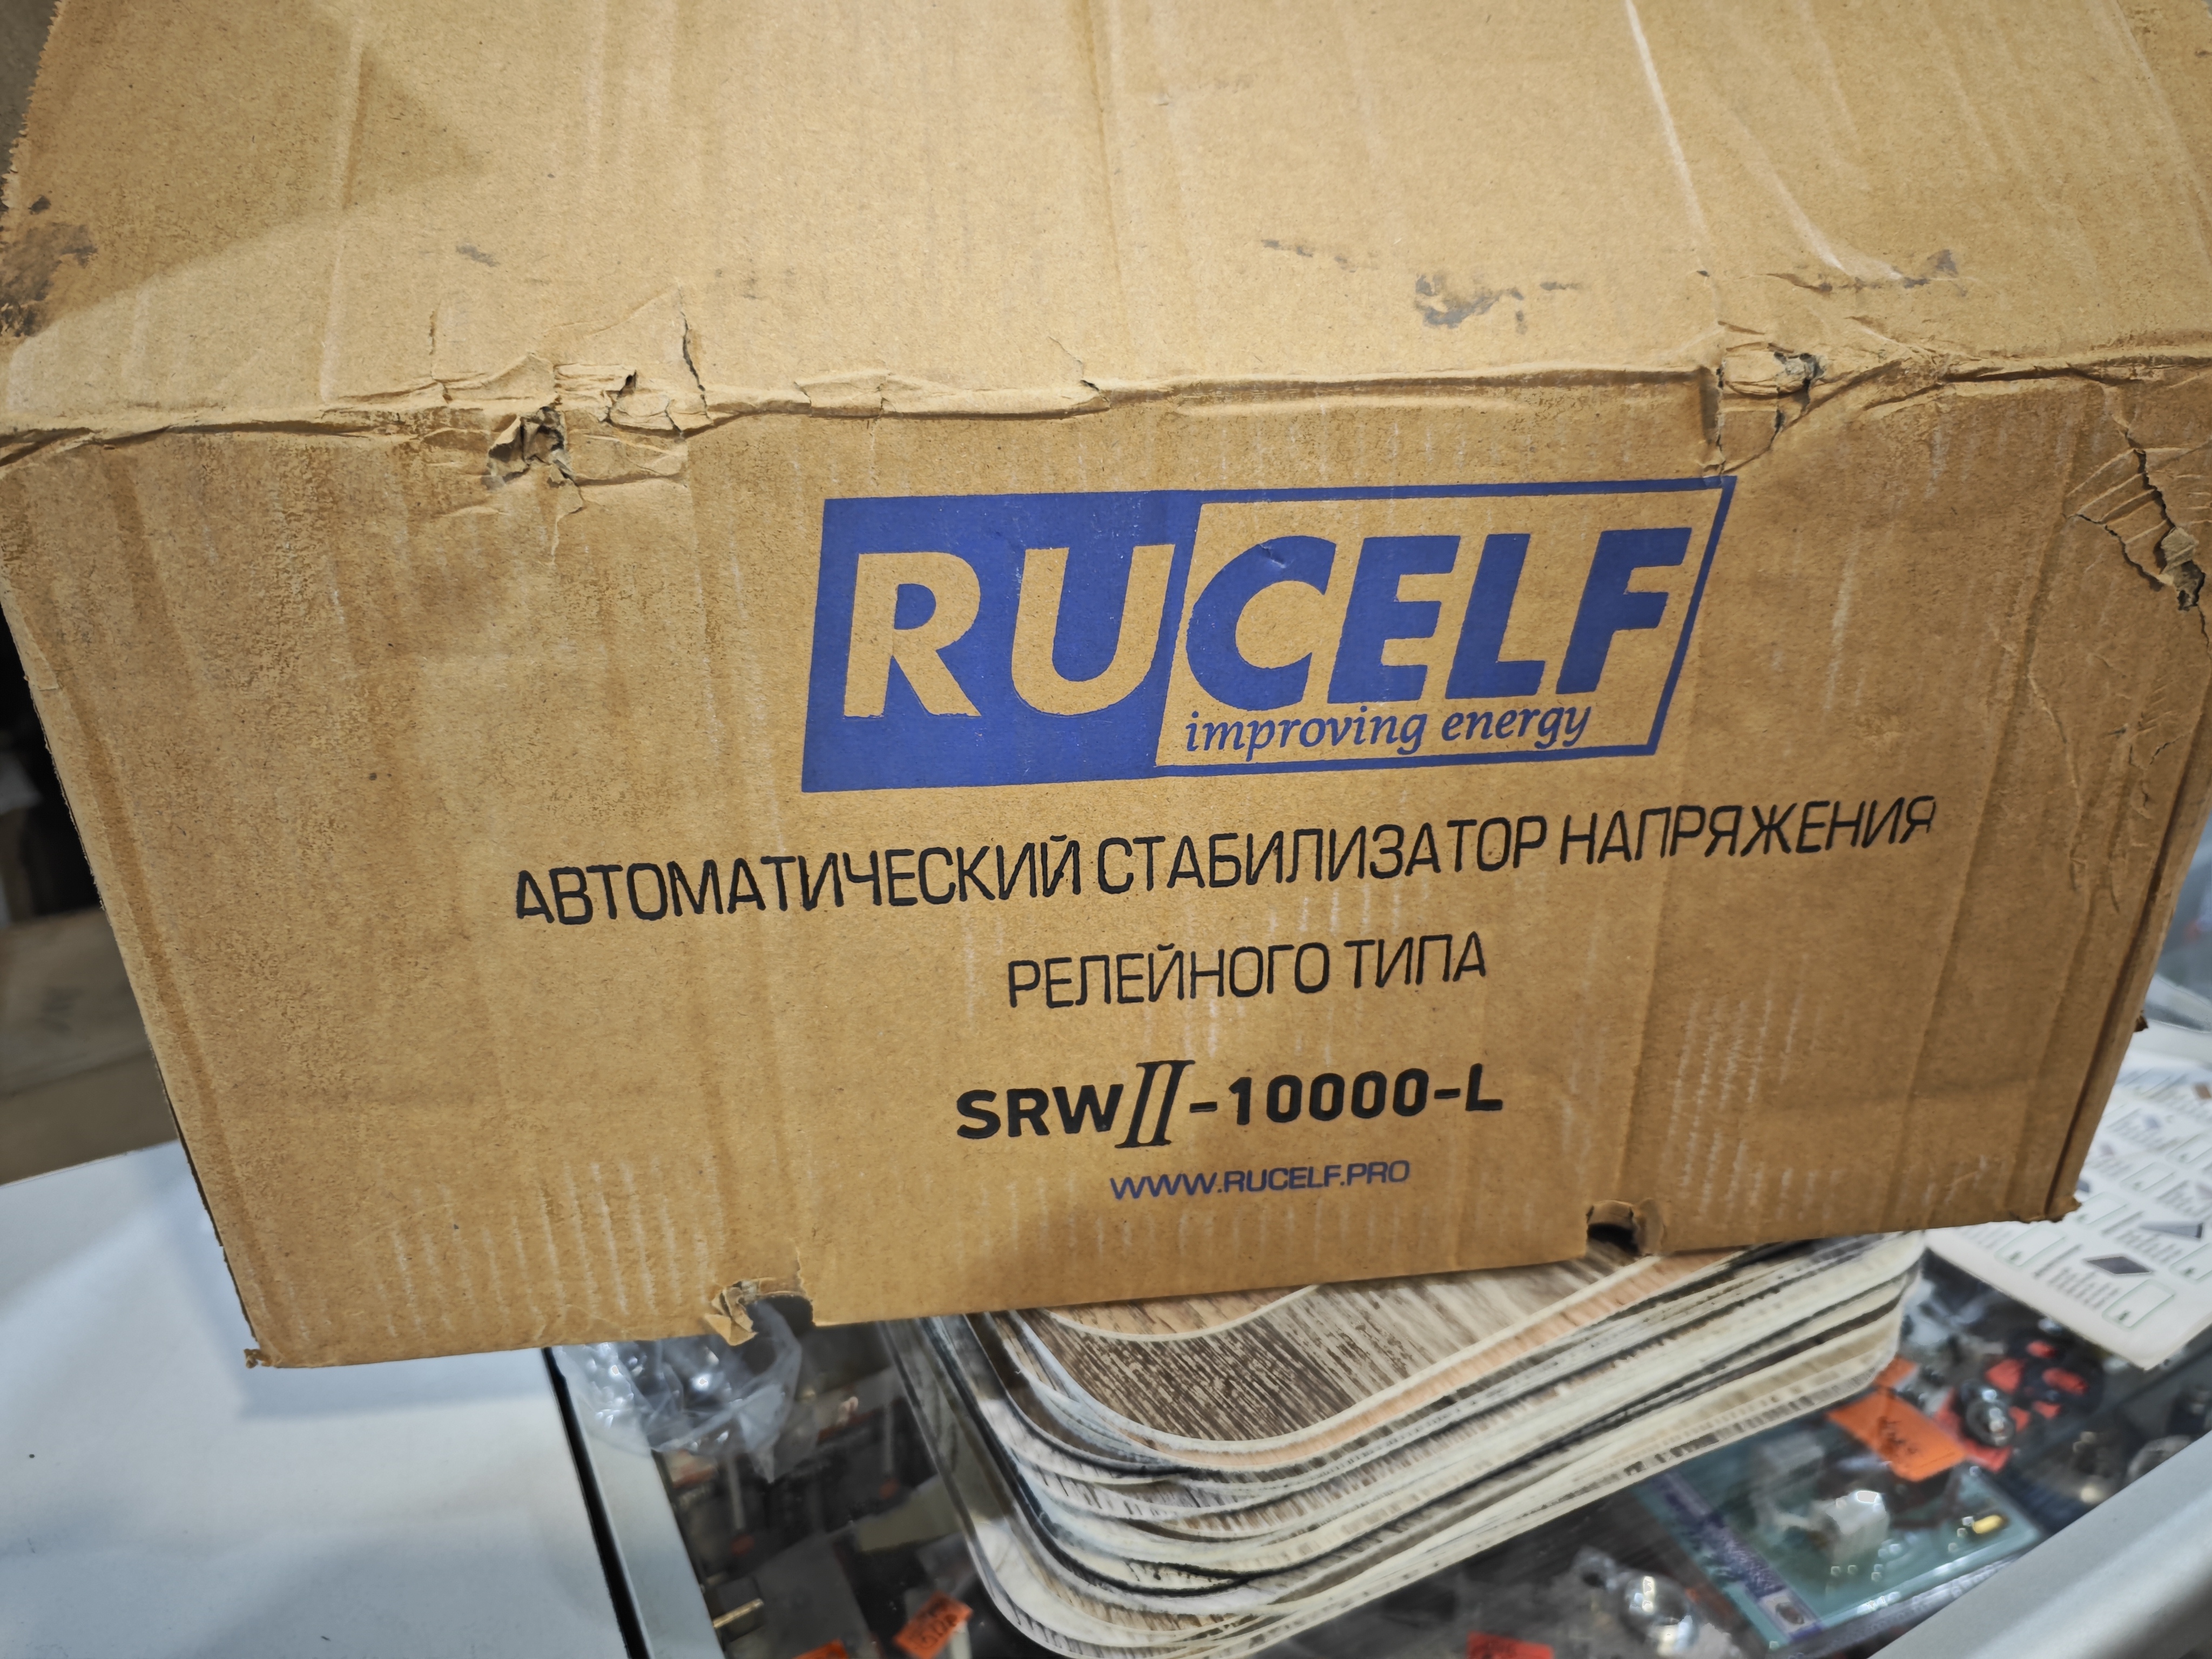 RUCELF
improving energy
АВТОМАТИЧЕСКИЙ СТАБИЛИЗАТОР НАПРЯЖЕНИЯ
РЕЛЕЙНОГО ТИПА
SRWII-10000-L
WWW.RUCELF.PRO